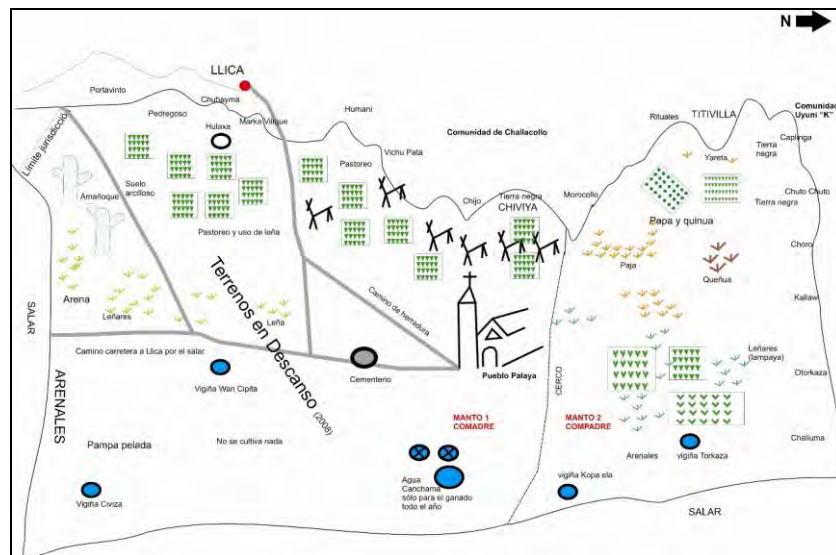 N
LLICA
Portavinto
Chubayma
Pedregoso
Marka Vilque
Hulaxa
Humani
Comunidad de Challacollo
Rituales
TITIVILLA
Comunidad
Uyuni "K"
Límite jurisdicció
Vichu Pata
Pastoreo
Yareta
Tierra
negra
Caplinga
Amañoque
Suelo
arcilloso
Chijo
Tierra negra
CHIVIYA
Morocollo
Tierra negra
Chuto Chuto
Papa y quinua
Pastoreo y uso de leña
Choro
Paja
Queñua
Terrenos en Descanso (2008)
Camino de herradura
Kallaw
Arena
Leñares
Leña
SALAR
Leñares
(lampaya)
Camino carretera a Llica por el salar
Cementerio
Pueblo Palaya
CERCO
Otorkaza
Vigiña Wari Cipita
ARENALES
MANTO 1
COMADRE
MANTO 2
COMPADRE
Pampa pelada
No se cultiva nada
Challuma
Arenales
vigiña Torkaza
Agua
Canchama
sólo para el ganado
todo el año
vigiña Kopa ela
Vigiña Civiza
SALAR